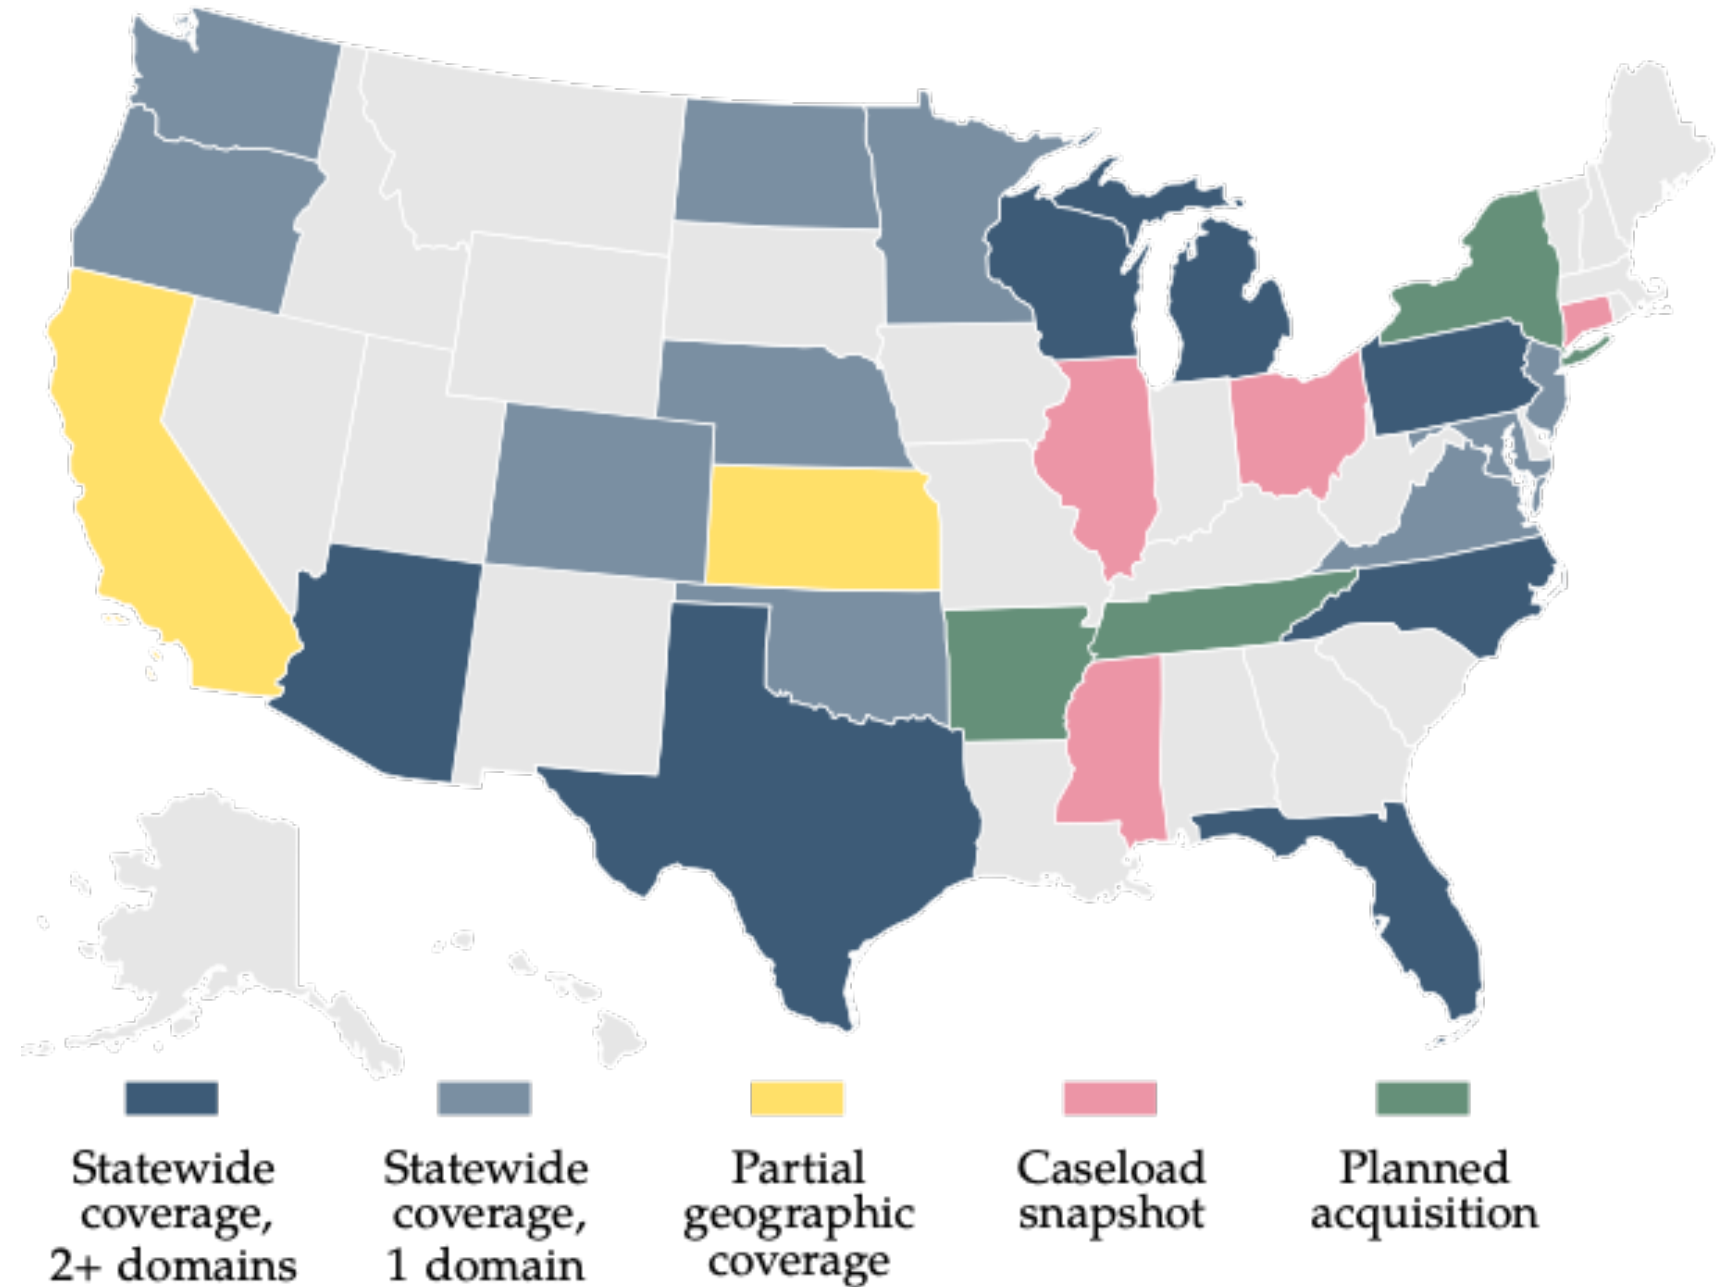 Statewide
coverage,
2+ domains
Statewide
coverage,
1 domain
Partial
geographic
coverage
Caseload
snapshot
Planned
acquisition